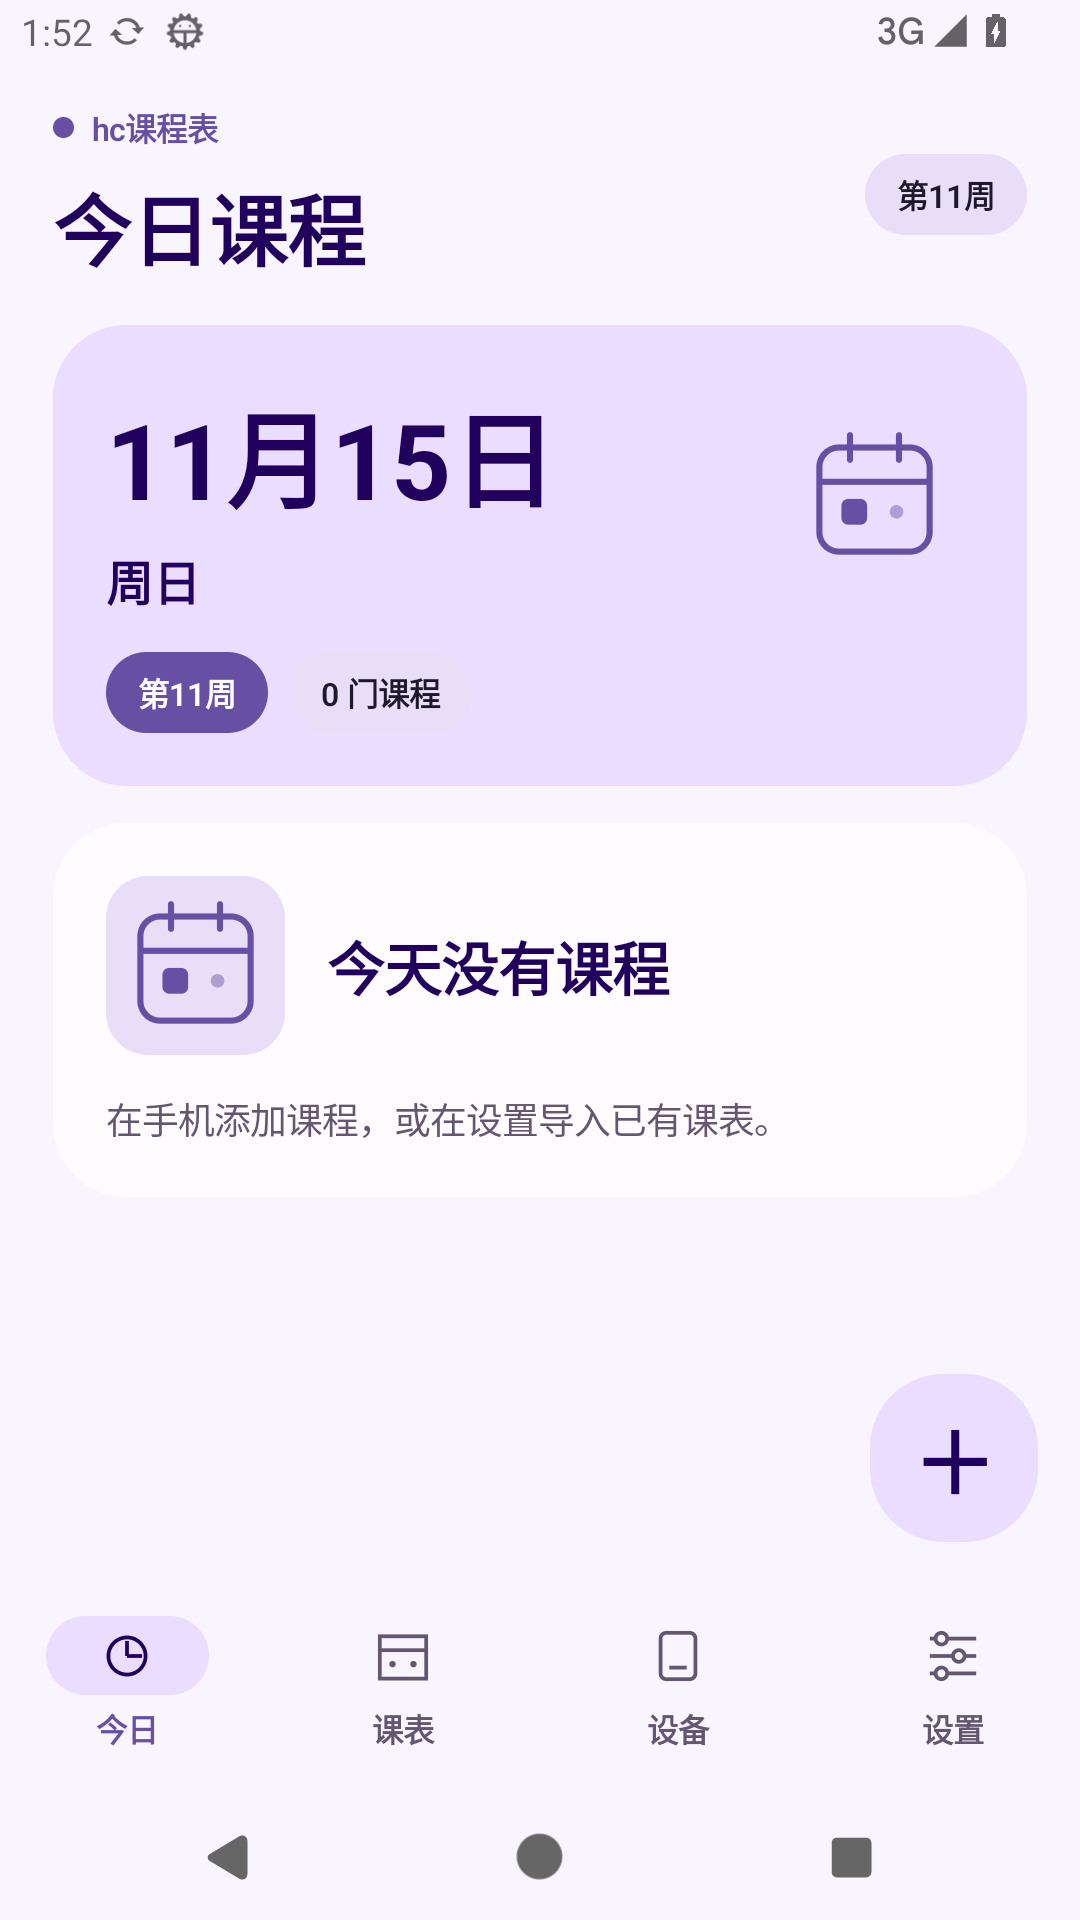 1:52
3G
hc课程表
今日课程
第11周
11月15日
周日
第11周
0 门课程
今天没有课程
在手机添加课程，或在设置导入已有课表。
今日
课表
设备
设置